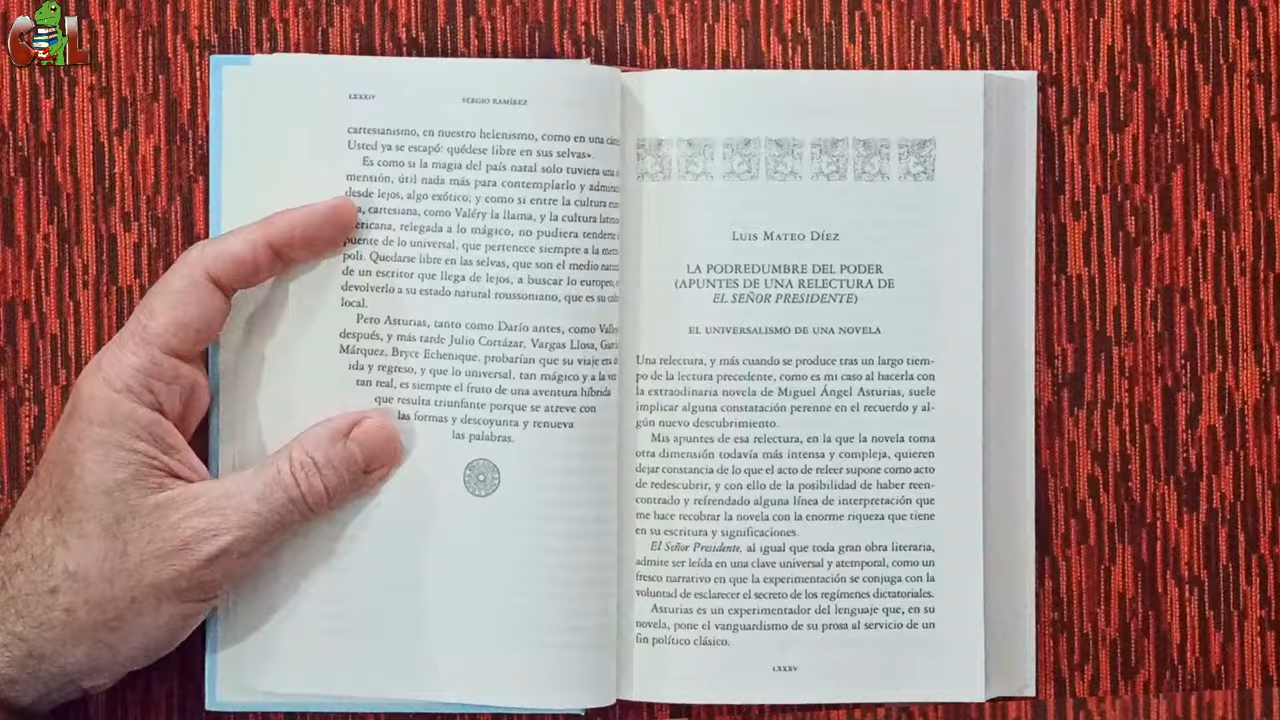 LXXXIV
SERGIO RAMÍREZ
cartesianismo, en nuestro helenismo, como en una
Usted ya se escapó: quédese libre en sus selvas».
Es como si la magia del país natal solo tuviera una
mensión, útil nada más para contemplarlo y
desde lejos, algo exótico; y como si entre la cultura
cartesiana, como Valéry la llama, y la cultura
relegada a lo mágico, no pudiera
puente de lo universal, que pertenece siempre a la
poli. Quedarse libre en las selvas, que son el medio
de un escritor que llega de lejos, a buscar lo europeo,
devolverlo a su estado natural roussoniano, que es su
local.
Pero Asturias, tanto como Darío antes, como
después, y más tarde Julio Cortázar, Vargas Llosa,
Márquez, Bryce Echenique, probarían que su viaje era
ida y regreso, y que lo universal, tan mágico y a la vez
tan real, es siempre el fruto de una aventura híbrida
que resulta triunfante porque se atreve con
las formas y descoyunta y renueva
las palabras.
LUIS MATEO DÍEZ
LA PODREDUMBRE DEL PODER
(APUNTES DE UNA RELECTURA DE
EL SEÑOR PRESIDENTE)
EL UNIVERSALISMO DE UNA NOVELA
Una relectura, y más cuando se produce tras un largo tiem-
po de la lectura precedente, como es mi caso al hacerla con
la extraodinaria novela de Miguel Ángel Asturias, suele
implicar alguna constatación perenne en el recuerdo y al-
gún nuevo descubrimiento.
Mis apuntes de esa relectura, en la que la novela toma
otra dimensión todavía más intensa y compleja, quieren
dejar constancia de lo que el acto de releer supone como acto
de redescubrir, y con ello de la posibilidad de haber reen-
contrado y refrendado alguna línea de interpretación que
me hace recobrar la novela con la enorme riqueza que tiene
en su escritura y significaciones.
El Señor Presidente, al igual que toda gran obra literaria,
admite ser leída en una clave universal y atemporal, como un
fresco narrativo en que la experimentación se conjuga con la
voluntad de esclarecer el secreto de los regímenes dictatoriales.
Asturias es un experimentador del lenguaje que, en su
novela, pone el vanguardismo de su prosa al servicio de un
fin político clásico.
LXXXV